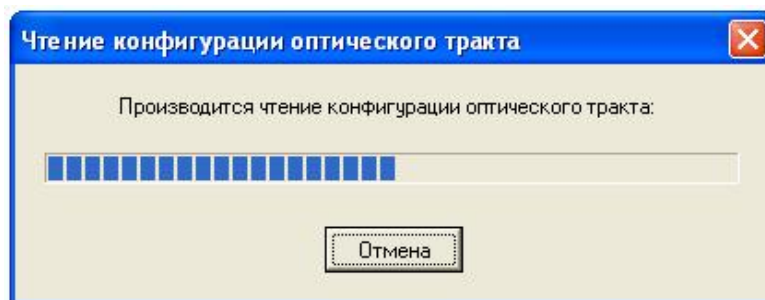 Чтение конфигурации оптического тракта
Производится чтение конфигурации оптического тракта:
Отмена